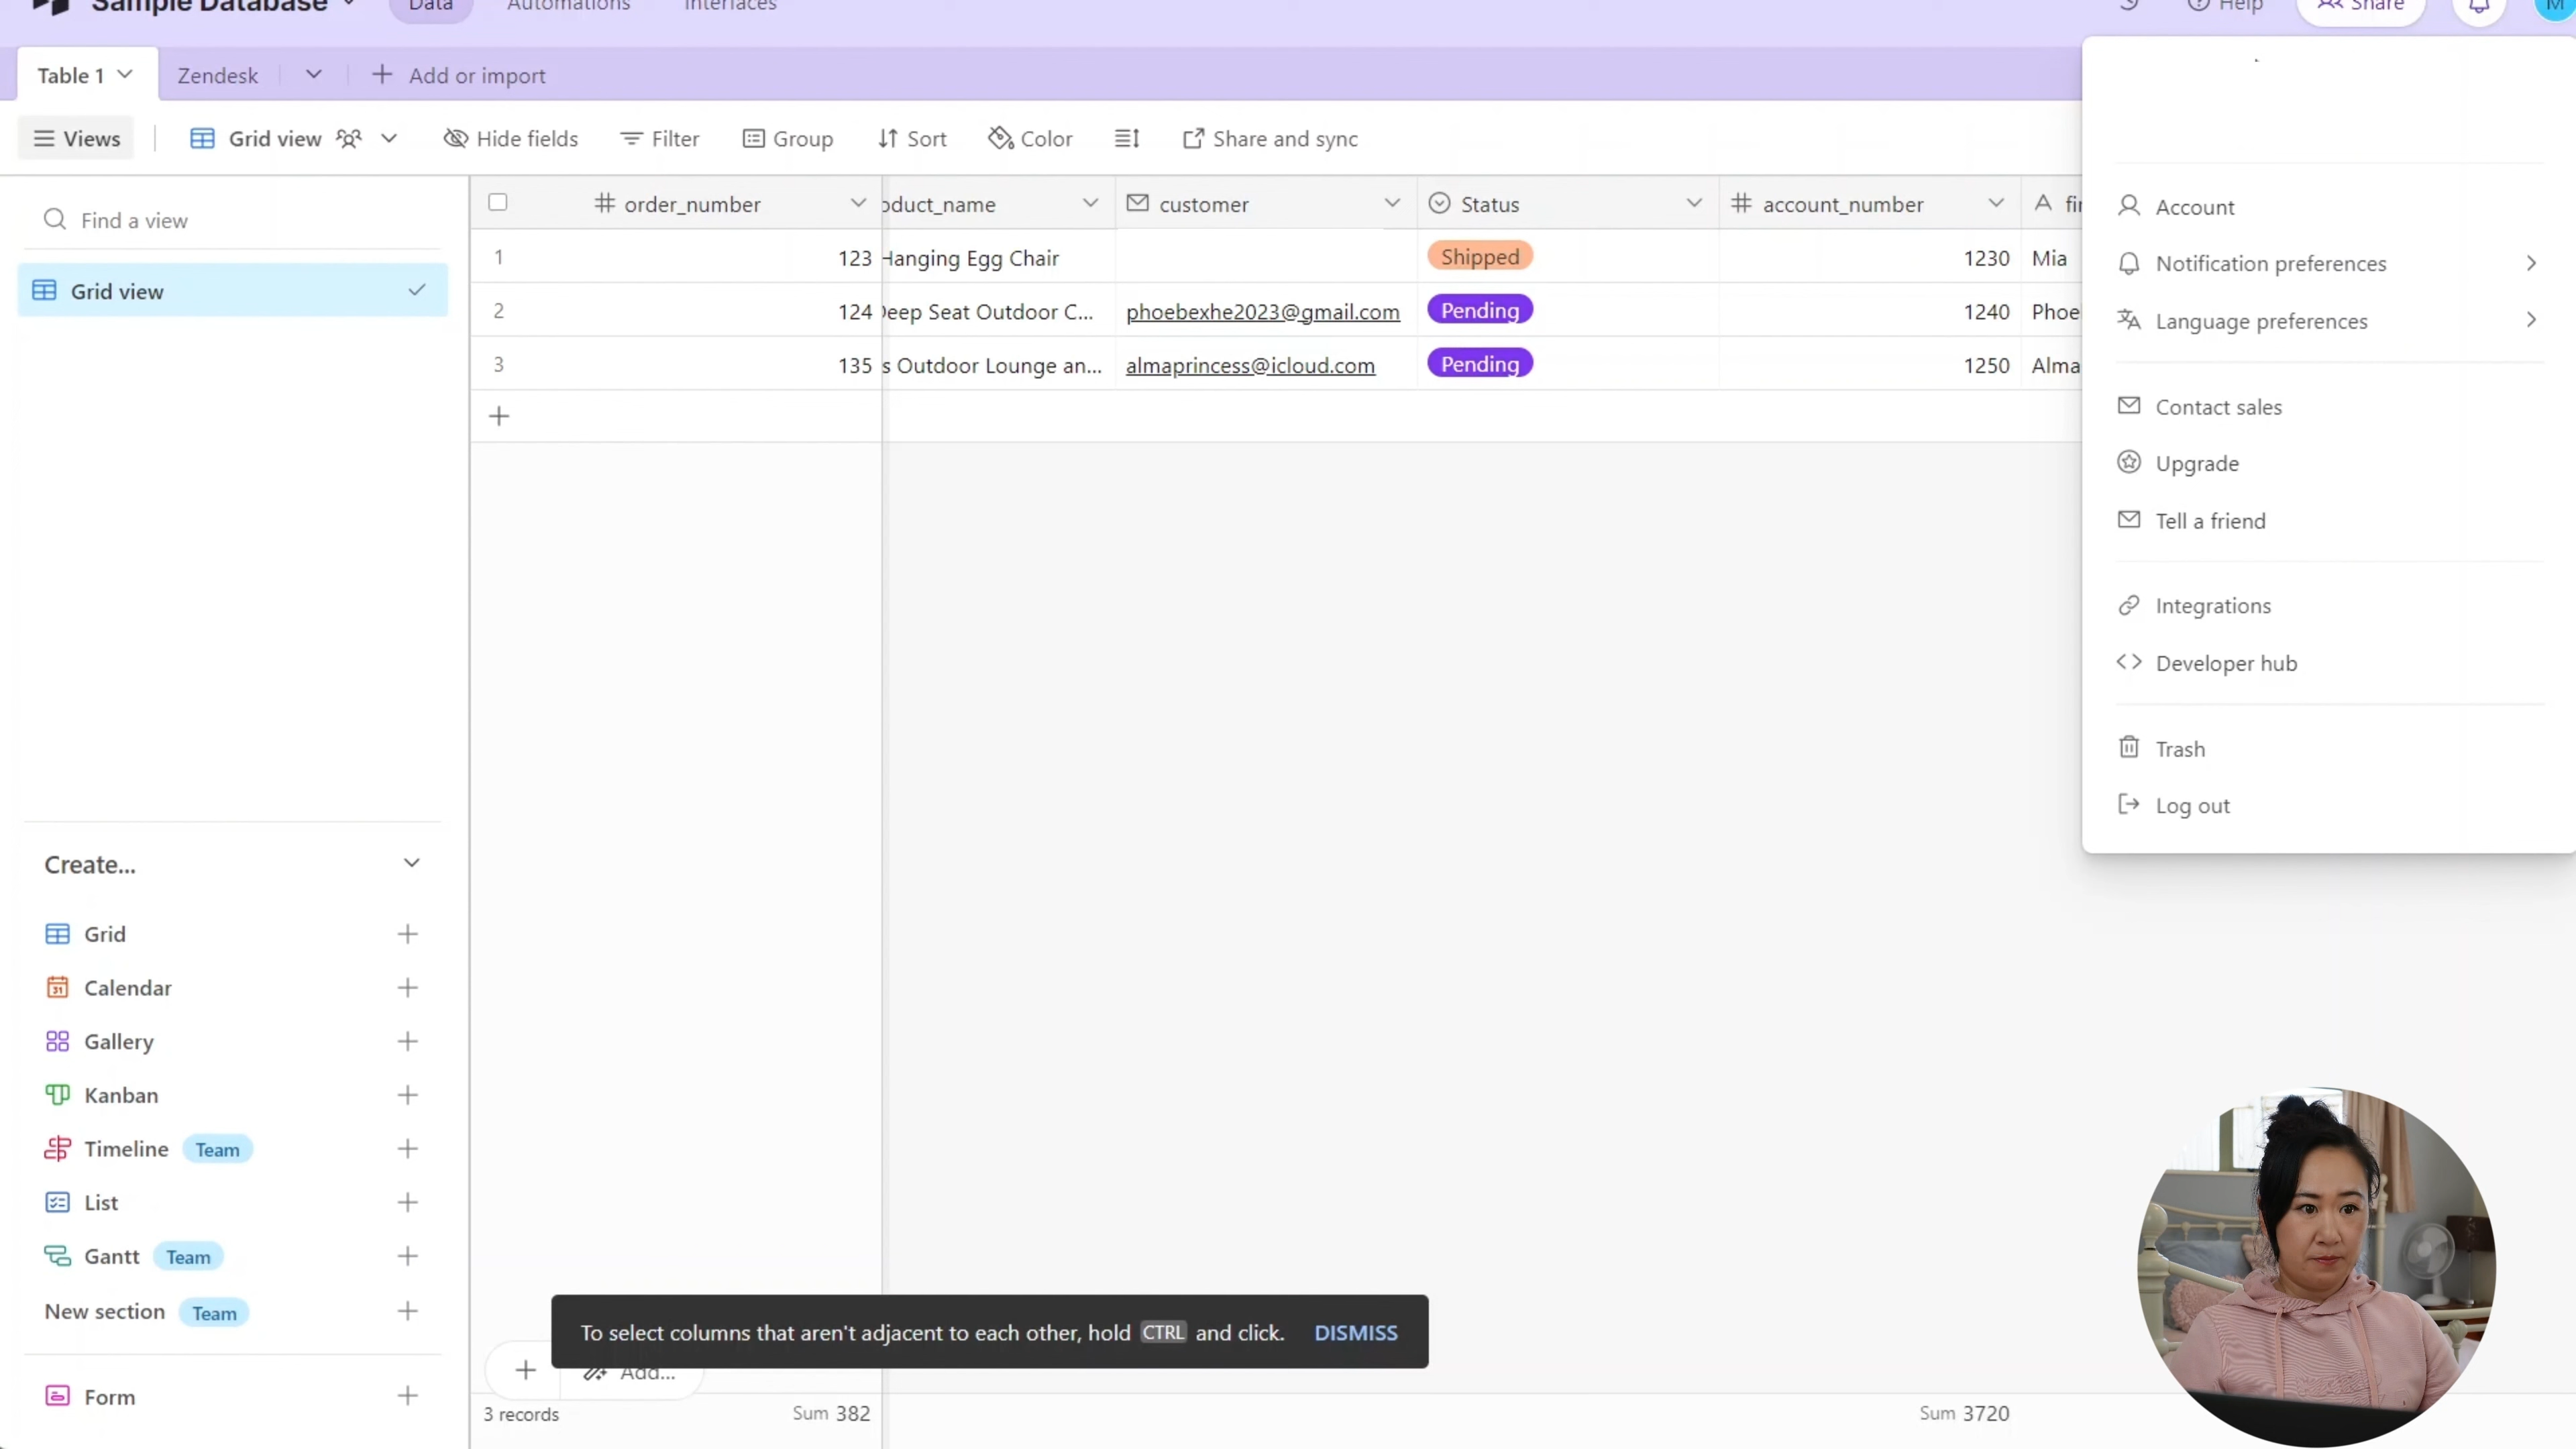 Sample Database
Data
Automations
Interfaces
Help
Share
M
Table 1
Zendesk
Add or import
Views
Grid view
Hide fields
Filter
Group
Sort
Color
Share and sync
Find a view
Grid view
order_number
oduct_name
customer
Status
account_number
fir
1
123
Hanging Egg Chair
Shipped
1230
Mia
2
124
Deep Seat Outdoor C...
phoebexhe2023@gmail.com
Pending
1240
Phoe
3
135
s Outdoor Lounge an...
almaprincess@icloud.com
Pending
1250
Alma
Account
Notification preferences
Language preferences
Contact sales
Upgrade
Tell a friend
Integrations
Developer hub
Trash
Log out
Create...
Grid
31
Calendar
Gallery
Kanban
Timeline Team
List
Gantt Team
New section Team
Form
To select columns that aren't adjacent to each other, hold CTRL and click. DISMISS
Add...
3 records
Sum 382
Sum 3720